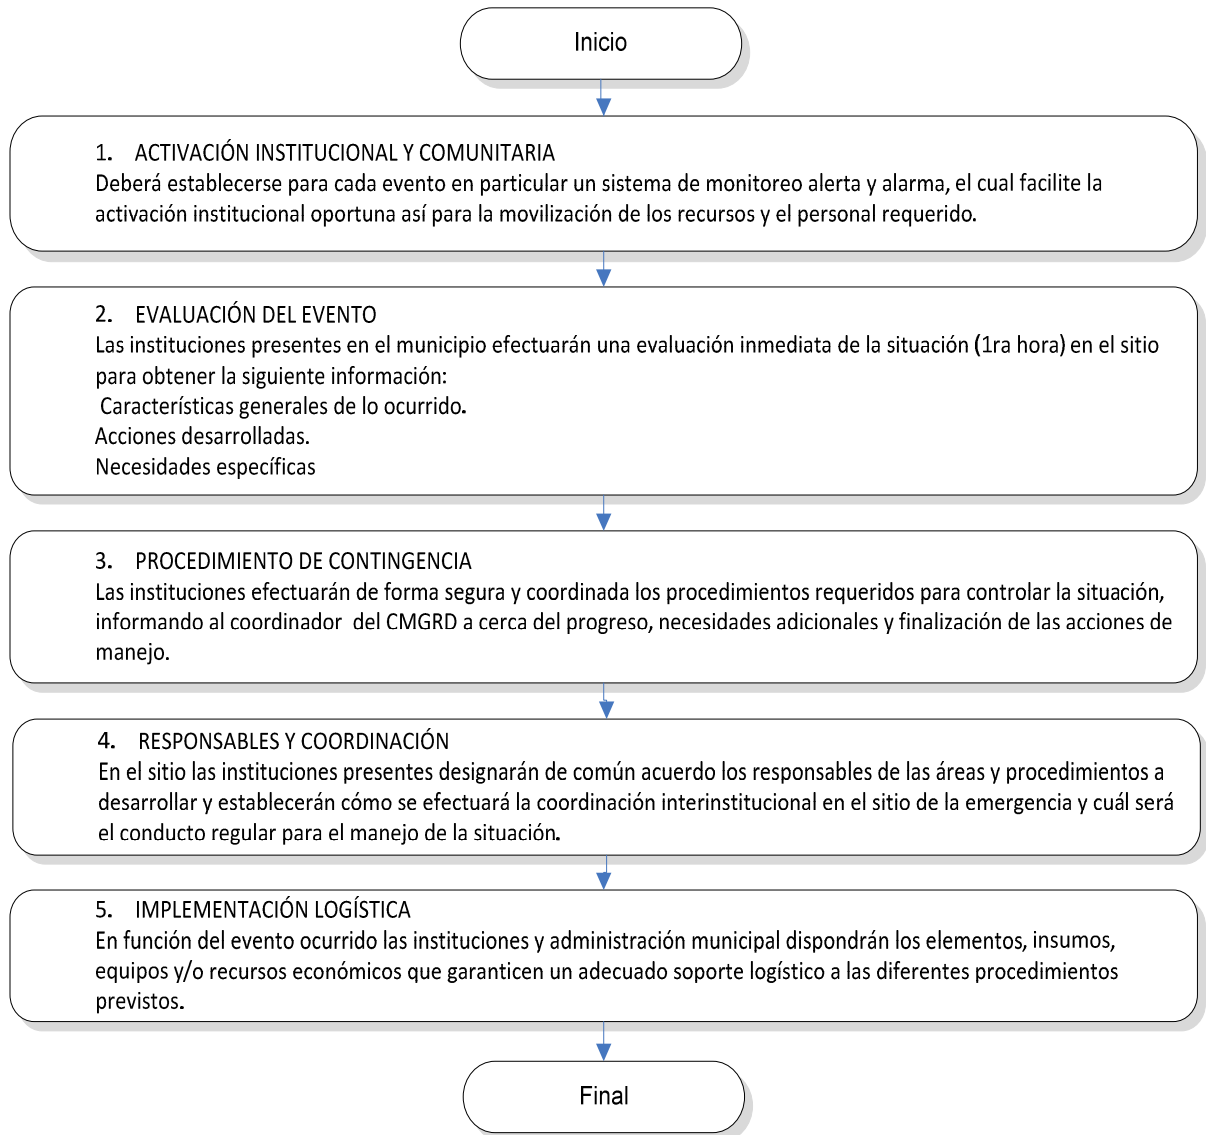 Inicio
1. ACTIVACIÓN INSTITUCIONAL Y COMUNITARIA
Deberá establecerse para cada evento en particular un sistema de monitoreo alerta y alarma, el cual facilite la
activación institucional oportuna así para la movilización de los recursos y el personal requerido.
2. EVALUACIÓN DEL EVENTO
Las instituciones presentes en el municipio efectuarán una evaluación inmediata de la situación (1ra hora) en el sitio
para obtener la siguiente información:
Característícas generales de lo ocurrido.
Acciones desarrolladas.
Necesidades específicas
3. PROCEDIMIENTO DE CONTINGENCIA
Las instituciones efectuarán de forma segura y coordinada los procedimientos requeridos para controlar la situación,
informando al coordinador del CMGRD a cerca del progreso, necesidades adicionales y finalización de las acciones de
manejo.
4. RESPONSABLES Y COORDINACIÓN
En el sitio las instituciones presentes designarán de común acuerdo los responsables de las áreas y procedimientos a
desarrollar y establecerán cómo se efectuará la coordinación interinstitucional en el sitio de la emergencia y cuál será
el conducto regular para el manejo de la situación.
5. IMPLEMENTACIÓN LOGÍSTICA
En función del evento ocurrido las instituciones y administración municipal dispondrán los elementos, insumos,
equipos y/o recursos económicos que garanticen un adecuado soporte logístico a las diferentes procedimientos
previstos.
Final